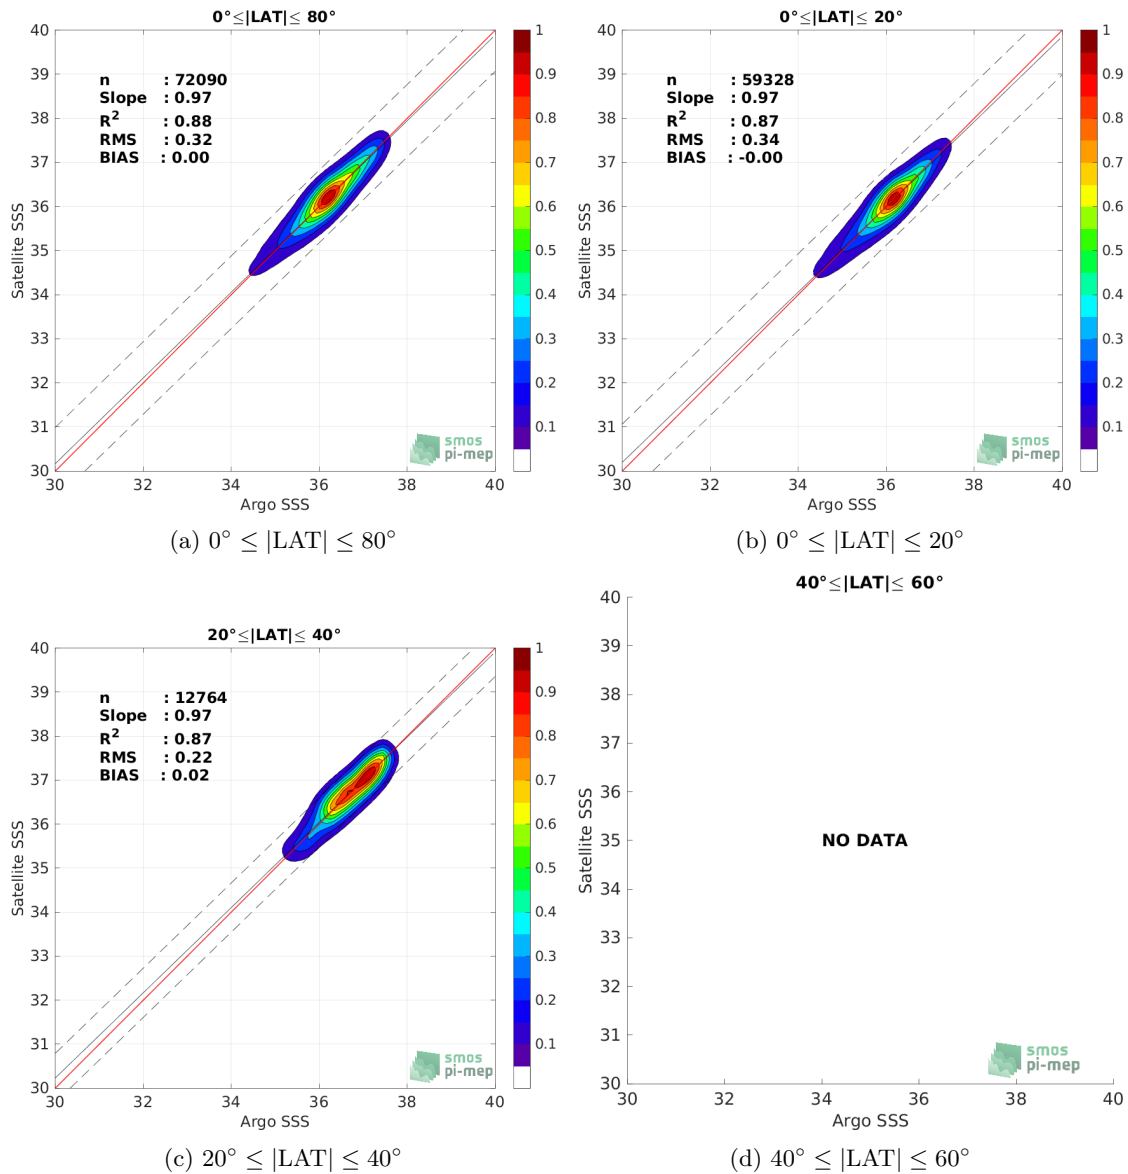 0°≤|LAT|≤ 80°
40
39
38
37
36
35
34
33
32
31
30
Satellite SSS
n : 72090
Slope : 0.97
R² : 0.88
RMS : 0.32
BIAS : 0.00
smos
pi-mep
30 32 34 36 38 40
Argo SSS
1
0.9
0.8
0.7
0.6
0.5
0.4
0.3
0.2
0.1
(a) 0° ≤ |LAT| ≤ 80°
0°≤|LAT|≤ 20°
40
39
38
37
36
35
34
33
32
31
30
Satellite SSS
n : 59328
Slope : 0.97
R² : 0.87
RMS : 0.34
BIAS : -0.00
smos
pi-mep
30 32 34 36 38 40
Argo SSS
1
0.9
0.8
0.7
0.6
0.5
0.4
0.3
0.2
0.1
(b) 0° ≤ |LAT| ≤ 20°
20°≤|LAT|≤ 40°
40
39
38
37
36
35
34
33
32
31
30
Satellite SSS
n : 12764
Slope : 0.97
R² : 0.87
RMS : 0.22
BIAS : 0.02
smos
pi-mep
30 32 34 36 38 40
Argo SSS
1
0.9
0.8
0.7
0.6
0.5
0.4
0.3
0.2
0.1
(c) 20° ≤ |LAT| ≤ 40°
40°≤|LAT|≤ 60°
40
39
38
37
36
35
34
33
32
31
30
Satellite SSS
NO DATA
smos
pi-mep
30 32 34 36 38 40
Argo SSS
(d) 40° ≤ |LAT| ≤ 60°